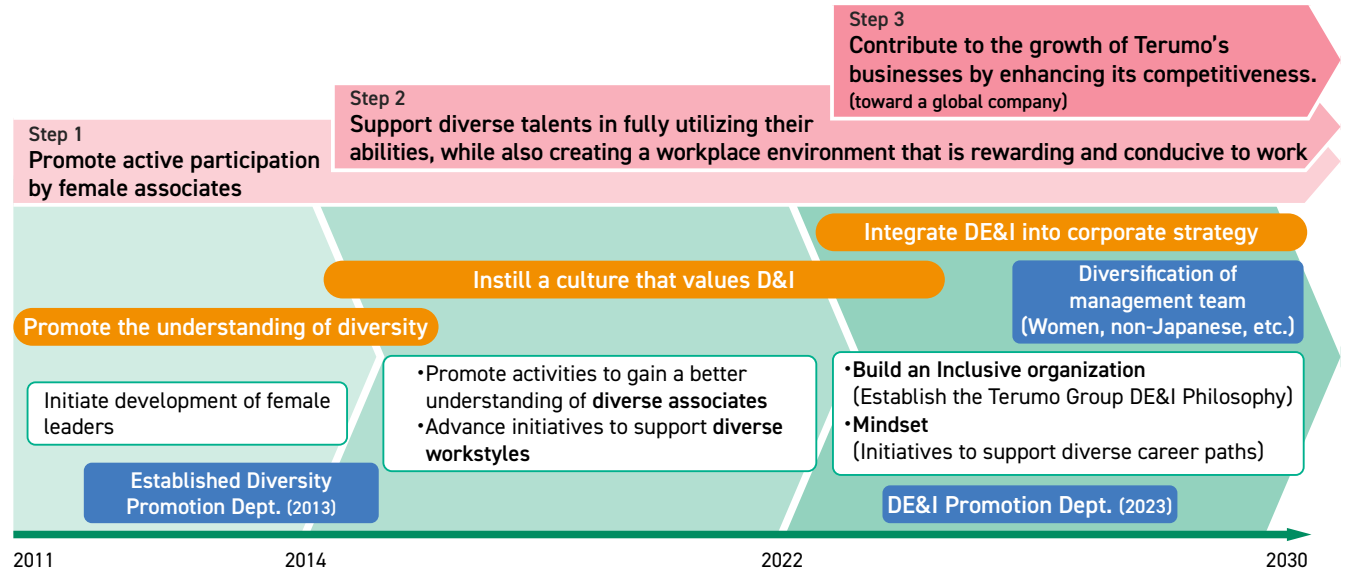 Step 1
Promote active participation
by female associates
Step 2
Support diverse talents in fully utilizing their
abilities, while also creating a workplace environment that is rewarding and conducive to work
Step 3
Contribute to the growth of Terumo's
businesses by enhancing its competitiveness.
(toward a global company)
Promote the understanding of diversity
Initiate development of female
leaders
Established Diversity
Promotion Dept. (2013)
Instill a culture that values D&I
・Promote activities to gain a better
understanding of diverse associates
・Advance initiatives to support diverse
workstyles
Integrate DE&I into corporate strategy
Diversification of
management team
(Women, non-Japanese, etc.)
・Build an Inclusive organization
(Establish the Terumo Group DE&I Philosophy)
・Mindset
(Initiatives to support diverse career paths)
DE&I Promotion Dept. (2023)
2011
2014
2022
2030